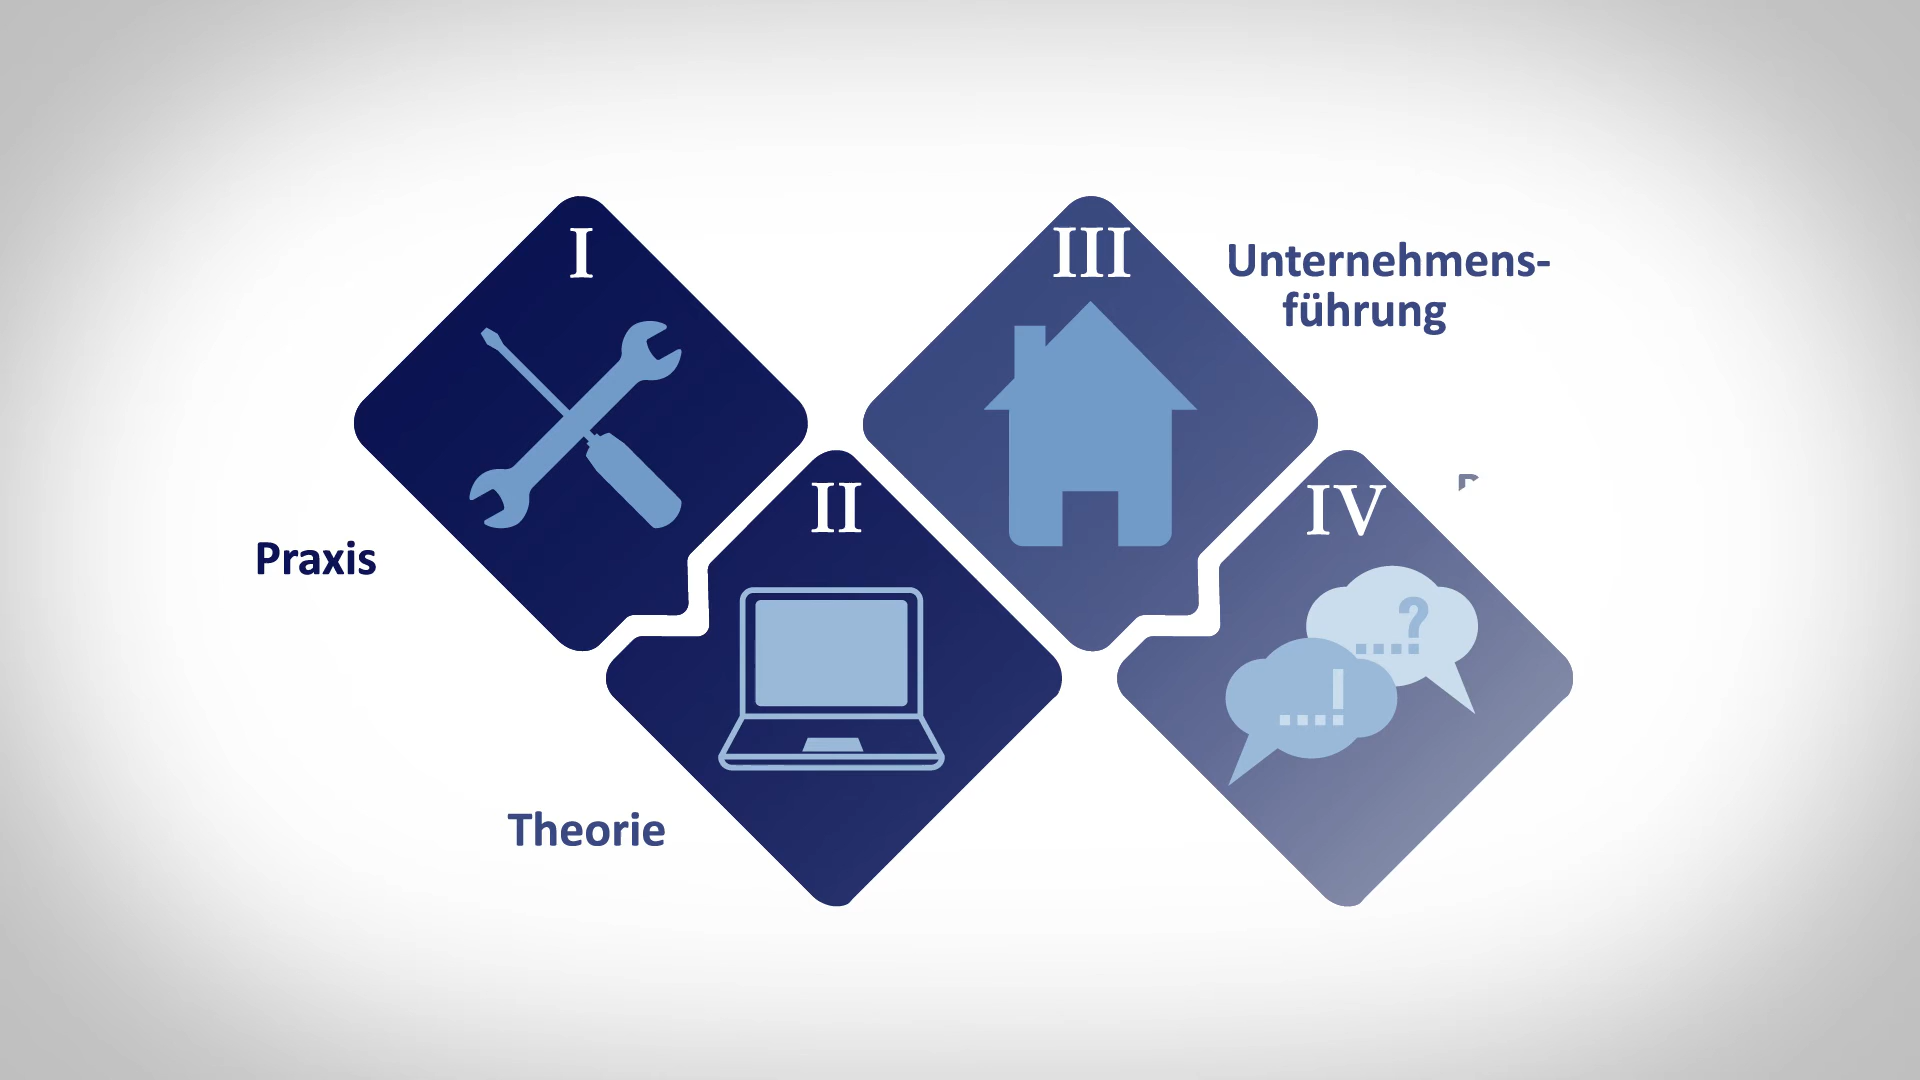 I
III
Unternehmens-
führung
II
IV
Praxis
....?
...!
Theorie